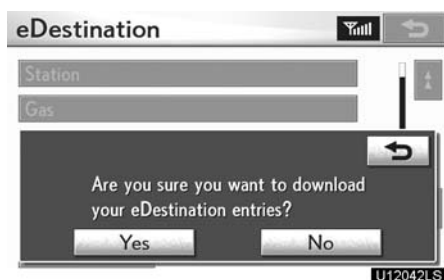 eDestination
Station
Gas
Are you sure you want to download
your eDestination entries?
Yes No
U12042LS